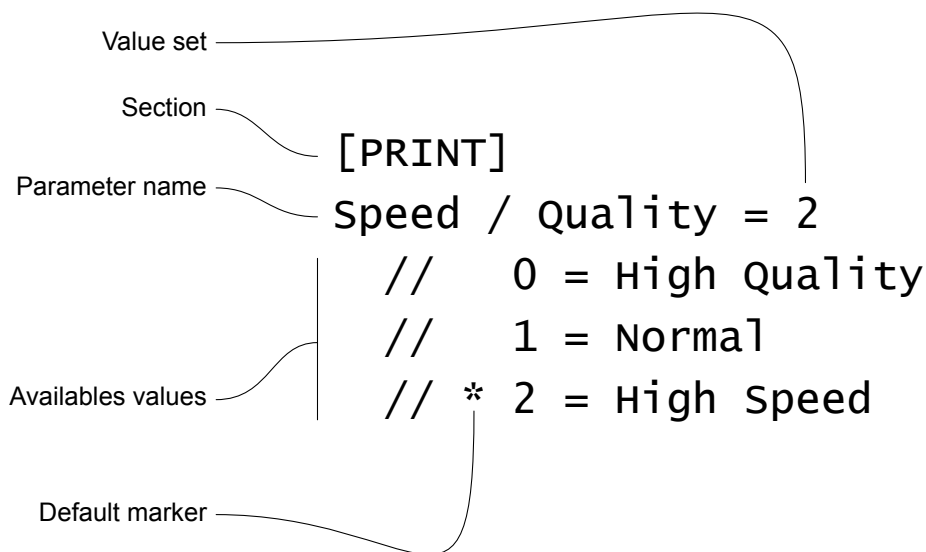 Value set
Section
[PRINT]
Parameter name
Speed / Quality = 2
// 0 = High Quality
// 1 = Normal
Availables values
// * 2 = High Speed
Default marker